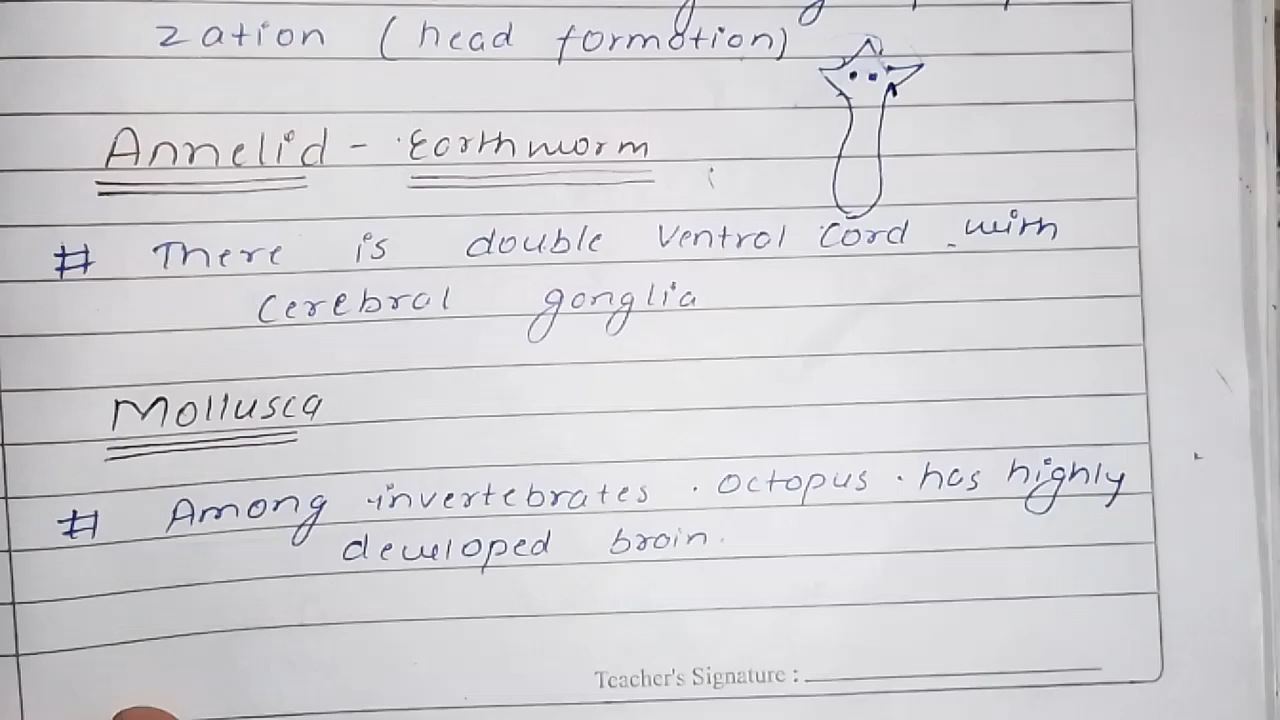 zation (head formation)
Annelid - Earthworm
# There is double ventral cord with
cerebral ganglia
Mollusca
# Among invertebrates . octopus . has highly
developed brain.
Teacher's Signature :